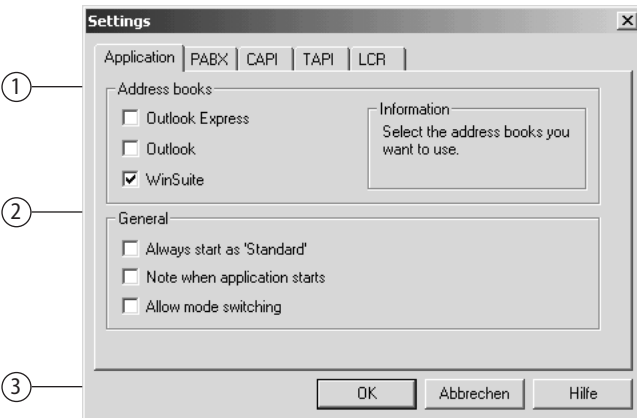 Settings
Application PABX CAPI TAPI LCR
1
Address books
Outlook Express
Outlook
WinSuite
Information
Select the address books you
want to use.
2
General
Always start as 'Standard'
Note when application starts
Allow mode switching
3
OK Abbrechen Hilfe